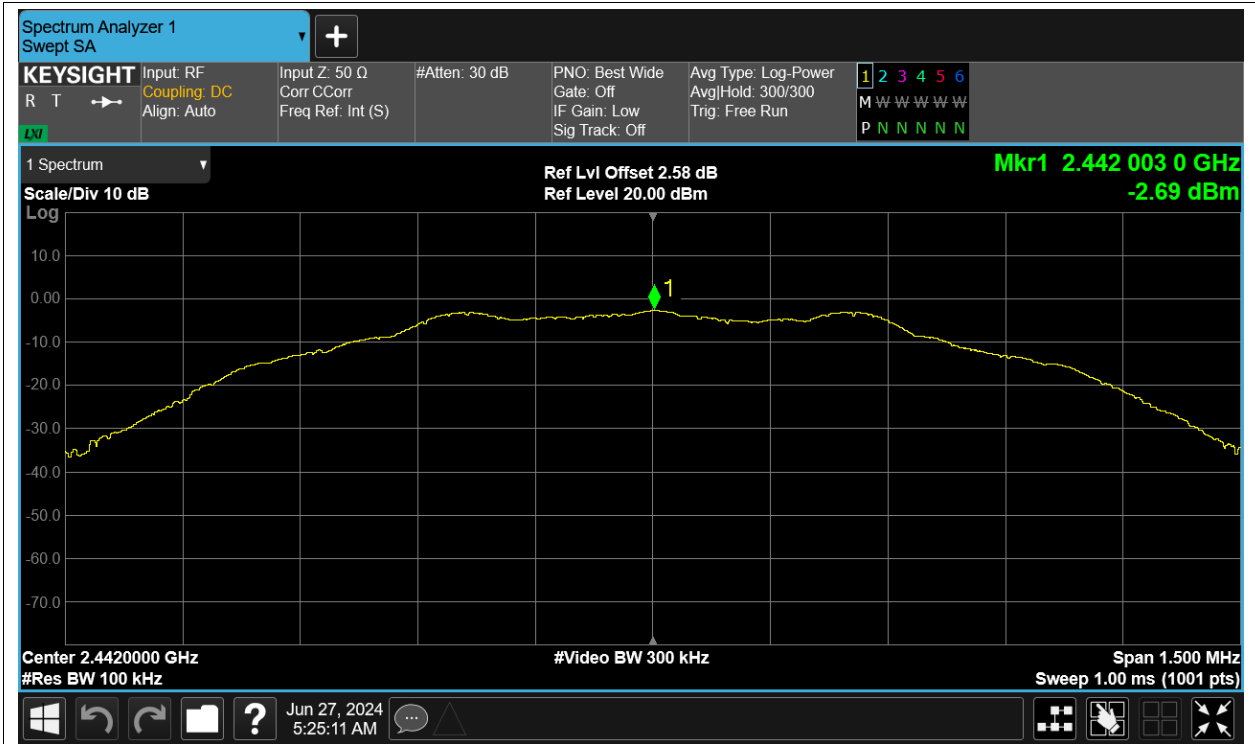 Spectrum Analyzer 1
Swept SA
+
KEYSIGHT
R T
LXI
Input: RF
Coupling: DC
Align: Auto
Input Z: 50 Ω
Corr CCorr
Freq Ref: Int (S)
#Atten: 30 dB
PNO: Best Wide
Gate: Off
IF Gain: Low
Sig Track: Off
Avg Type: Log-Power
Avg|Hold: 300/300
Trig: Free Run
1 2 3 4 5 6
M W W W W W
P N N N N N
1 Spectrum
Scale/Div 10 dB
Log
Ref Lvl Offset 2.58 dB
Ref Level 20.00 dBm
Mkr1 2.442 003 0 GHz
-2.69 dBm
10.0
0.00
-10.0
-20.0
-30.0
-40.0
-50.0
-60.0
-70.0
1
Center 2.4420000 GHz
#Res BW 100 kHz
#Video BW 300 kHz
Span 1.500 MHz
Sweep 1.00 ms (1001 pts)
?
Jun 27, 2024
5:25:11 AM